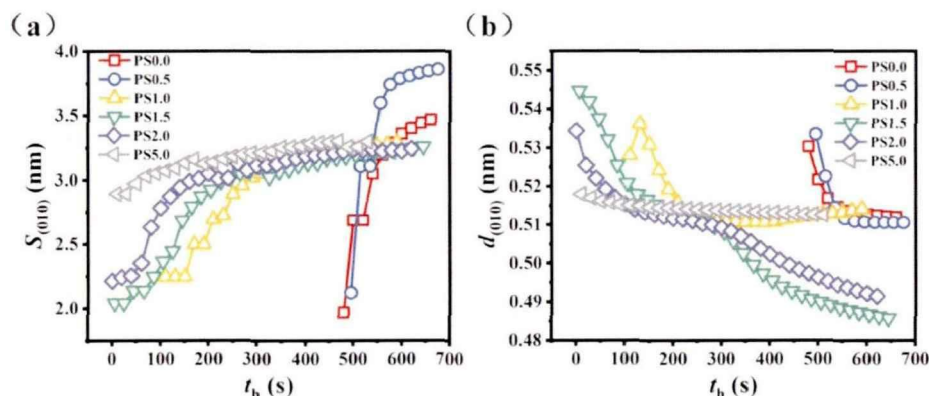 (a)
4.0
3.5
3.0
2.5
2.0
S(010) (nm)
PS0.0
PS0.5
PS1.0
PS1.5
PS2.0
PS5.0
0 100 200 300 400 500 600 700
th (s)
(b)
0.55
0.54
0.53
0.52
0.51
0.50
0.49
0.48
d(010) (nm)
PS0.0
PS0.5
PS1.0
PS1.5
PS2.0
PS5.0
0 100 200 300 400 500 600 700
th (s)